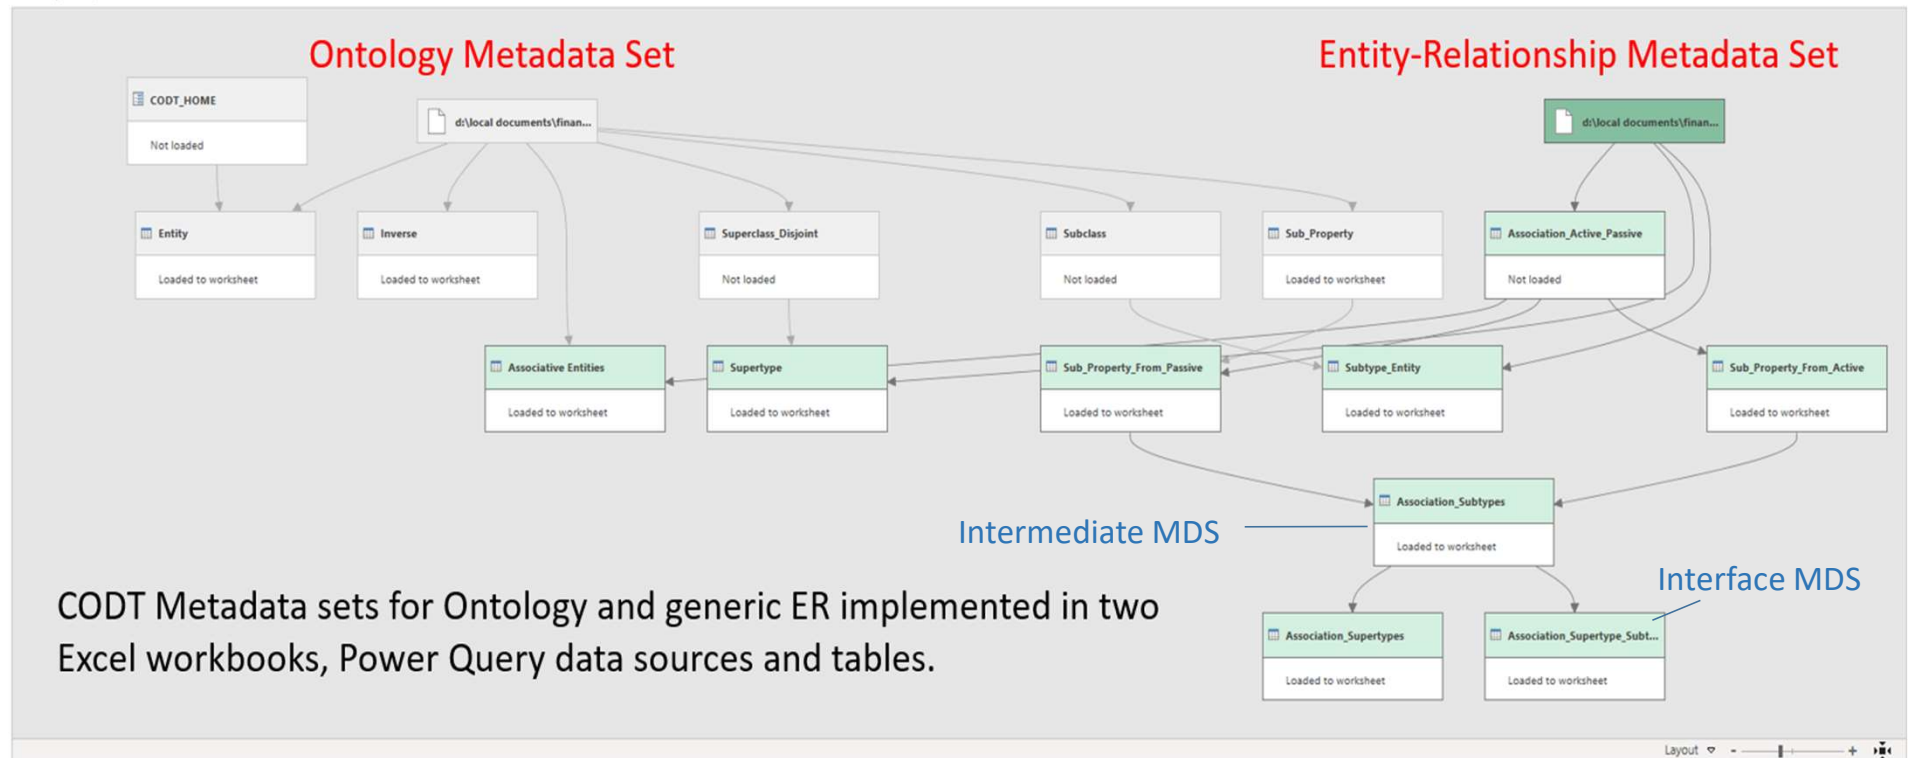 Ontology Metadata Set
Entity-Relationship Metadata Set
CODT_HOME
Not loaded
d:\local documents\finan...
d:\local documents\finan...
Entity
Loaded to worksheet
Inverse
Loaded to worksheet
Superclass_Disjoint
Not loaded
Subclass
Not loaded
Sub_Property
Loaded to worksheet
Association_Active_Passive
Not loaded
Associative Entities
Loaded to worksheet
Supertype
Loaded to worksheet
Sub_Property_From_Passive
Loaded to worksheet
Subtype_Entity
Loaded to worksheet
Sub_Property_From_Active
Loaded to worksheet
Association_Subtypes
Loaded to worksheet
Intermediate MDS
Interface MDS
Association_Supertypes
Loaded to worksheet
Association_Supertype_Subt...
Loaded to worksheet
CODT Metadata sets for Ontology and generic ER implemented in two
Excel workbooks, Power Query data sources and tables.
Layout